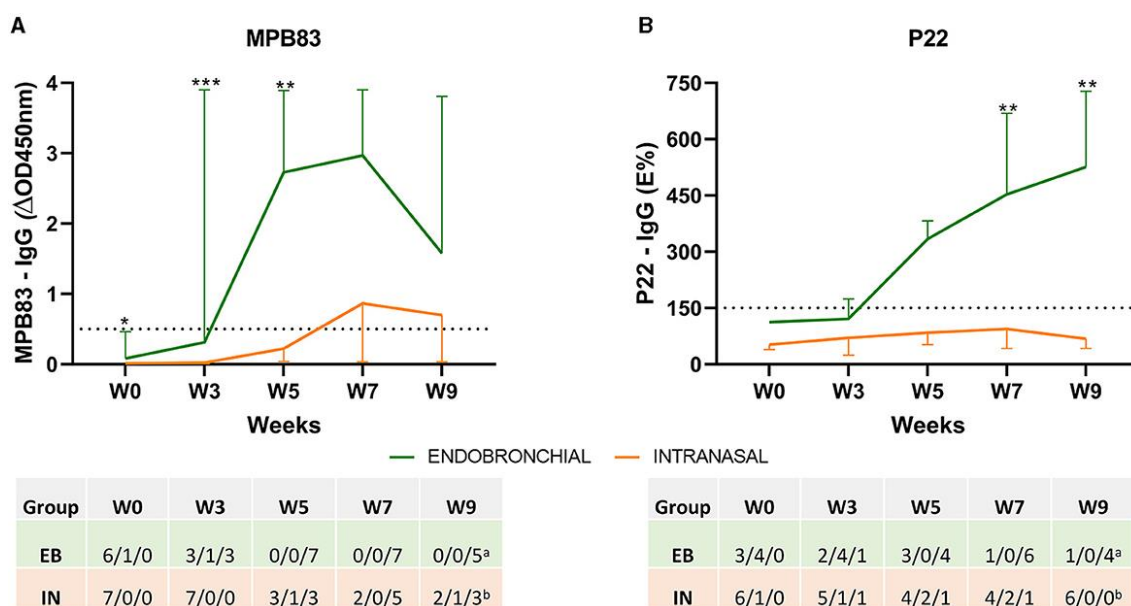 A
MPB83
MPB83 - IgG (ΔOD450nm)
4
3
2
1
0
*
***
**
W0 W3 W5 W7 W9
Weeks
B
P22
P22 - IgG (E%)
750
600
450
300
150
0
**
**
W0 W3 W5 W7 W9
Weeks
ENDOBRONCHIAL INTRANASAL
Group W0 W3 W5 W7 W9
EB 6/1/0 3/1/3 0/0/7 0/0/7 0/0/5ᵃ
IN 7/0/0 7/0/0 3/1/3 2/0/5 2/1/3ᵇ
Group W0 W3 W5 W7 W9
EB 3/4/0 2/4/1 3/0/4 1/0/6 1/0/4ᵃ
IN 6/1/0 5/1/1 4/2/1 4/2/1 6/0/0ᵇ